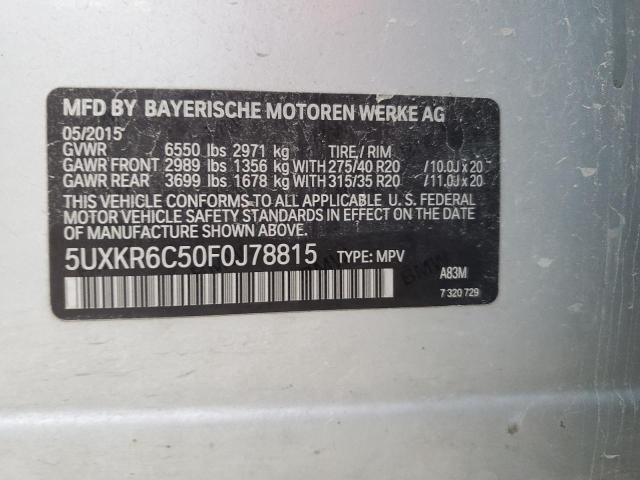 MFD BY BAYERISCHE MOTOREN WERKE AG
05/2015
GVWR 6550 lbs 2971 kg TIRE/RIM
GAWR FRONT 2989 lbs 1356 kg WITH 275/40 R20 /10.0J x 20
GAWR REAR 3699 lbs 1678 kg WITH 315/35 R20 /11.0J x 20
THIS VEHICLE CONFORMS TO ALL APPLICABLE U. S. FEDERAL
MOTOR VEHICLE SAFETY STANDARDS IN EFFECT ON THE DATE
OF MANUFACTURE SHOWN ABOVE.
5UXKR6C50F0J78815 TYPE: MPV
BMW
A83M
7 320 729